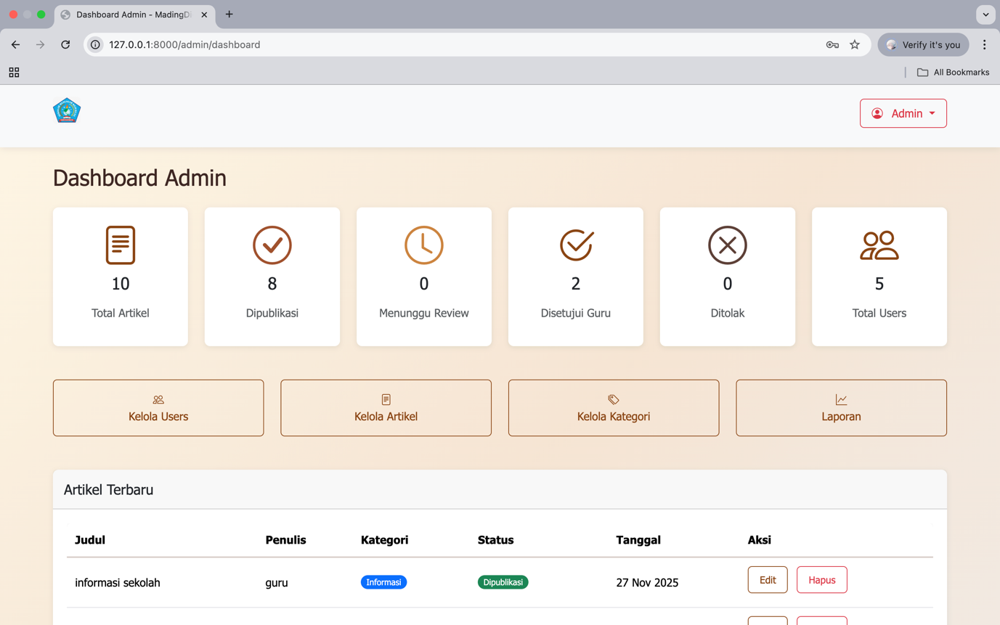 Dashboard Admin - MadingDi
127.0.0.1:8000/admin/dashboard
Verify it's you
All Bookmarks
Admin
Dashboard Admin
10
8
0
2
0
5
Total Artikel
Dipublikasi
Menunggu Review
Disetujui Guru
Ditolak
Total Users
Kelola Users
Kelola Artikel
Kelola Kategori
Laporan
Artikel Terbaru
Judul Penulis Kategori Status Tanggal Aksi
informasi sekolah guru Informasi Dipublikasi 27 Nov 2025 Edit Hapus